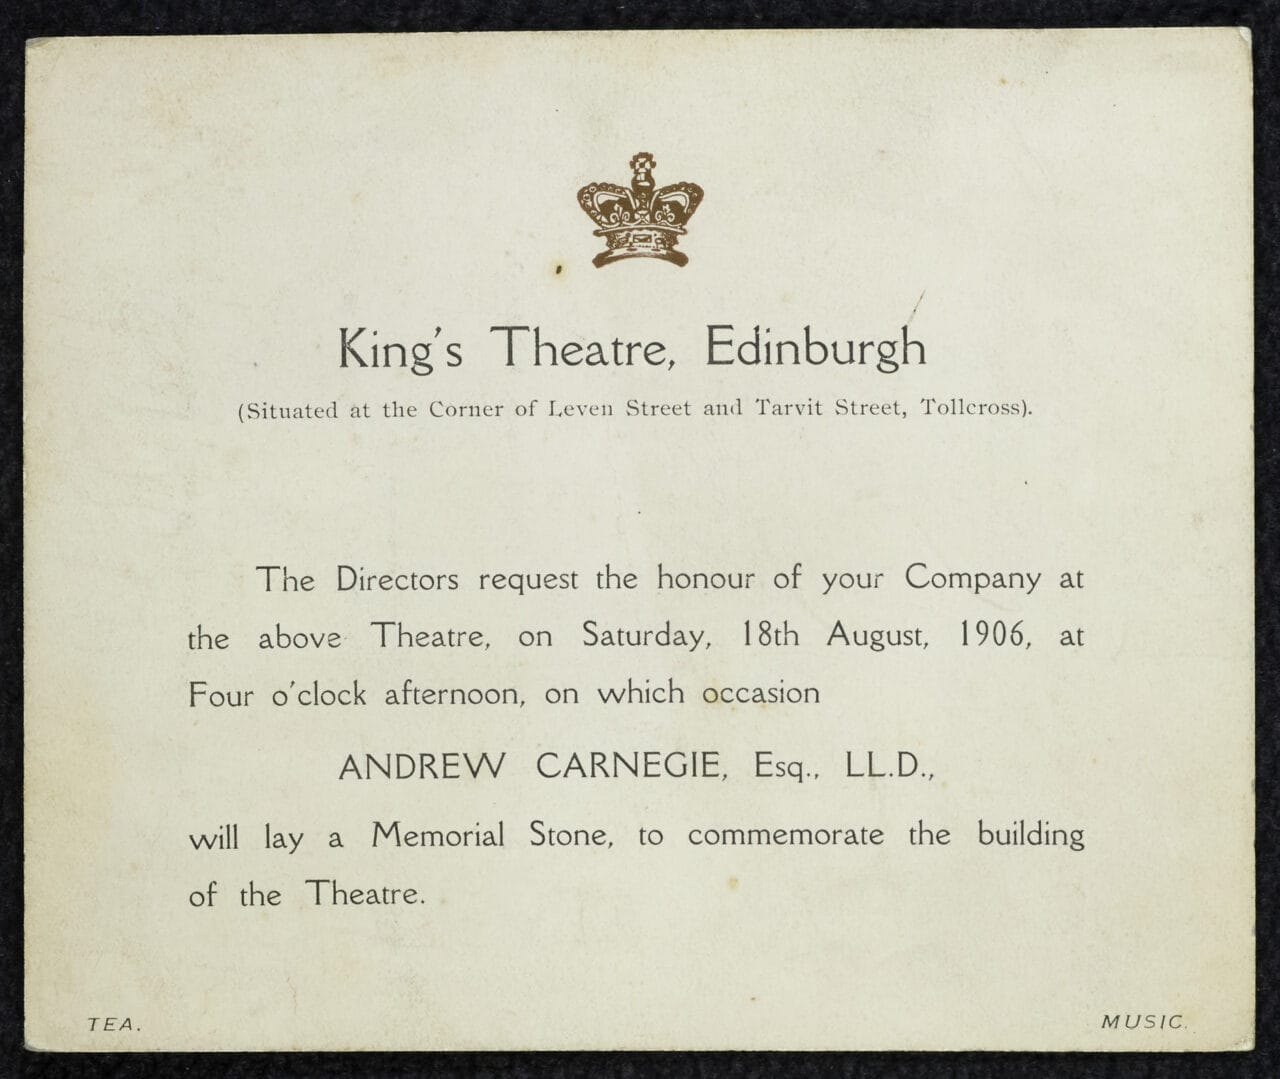 King's Theatre, Edinburgh
(Situated at the Corner of Leven Street and Tarvit Street, Tollcross).
The Directors request the honour of your Company at
the above Theatre, on Saturday, 18th August, 1906, at
Four o'clock afternoon, on which occasion
ANDREW CARNEGIE, Esq., LL.D.,
will lay a Memorial Stone, to commemorate the building
of the Theatre.
TEA.
MUSIC.